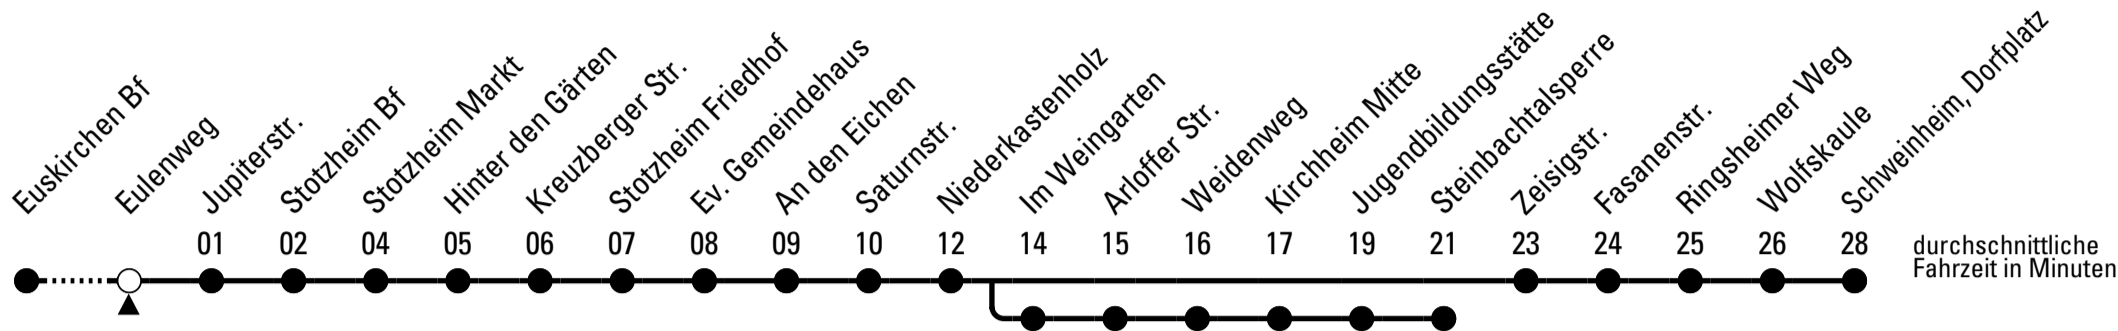 Euskirchen Bf
Eulenweg
Jupiterstr.
Stotzheim Bf
Stotzheim Markt
Hinter den Gärten
Kreuzberger Str.
Stotzheim Friedhof
Ev. Gemeindehaus
An den Eichen
Saturnstr.
Niederkastenholz
Im Weingarten
Arloffer Str.
Weidenweg
Kirchheim Mitte
Jugendbildungsstätte
Steinbachtalsperre
Zeisigstr.
Fasanenstr.
Ringsheimer Weg
Wolfskaule
Schweinheim, Dorfplatz
01 02 04 05 06 07 08 09 10 12 14 15 16 17 19 21 23 24 25 26 28
durchschnittliche
Fahrzeit in Minuten